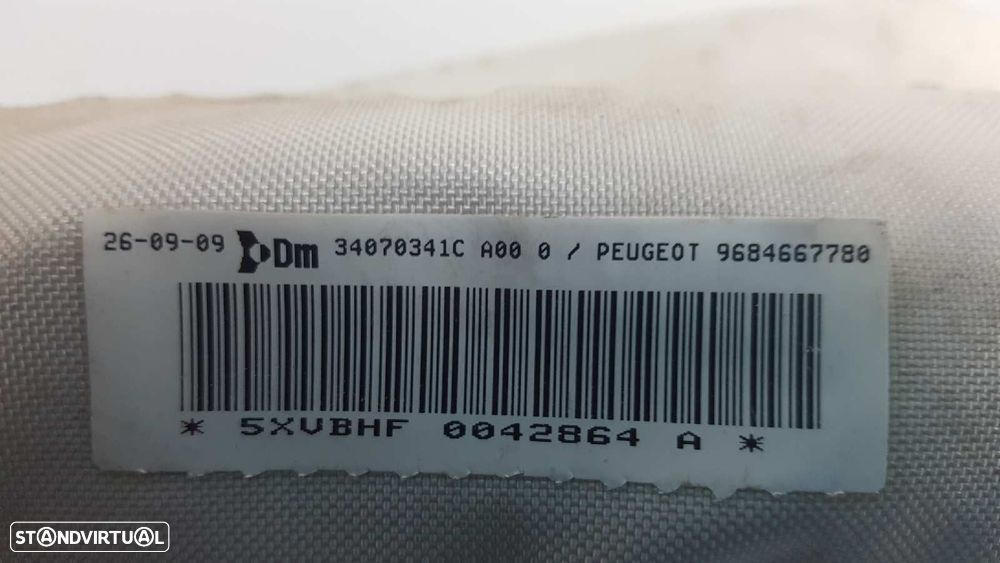 26-09-09 Dm 34070341C A00 0 / PEUGEOT 9684667780
* 5XVBHF 0042864 A *
STANDVIRTUAL